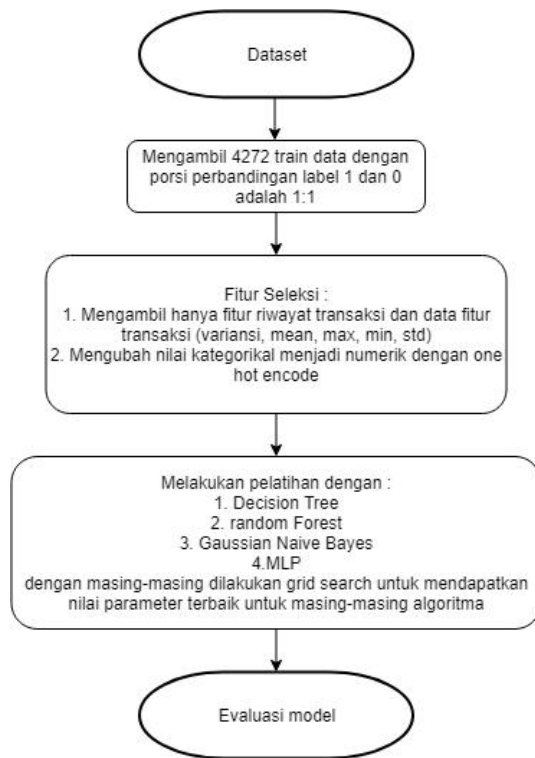 Dataset
Mengambil 4272 train data dengan
porsi perbandingan label 1 dan 0
adalah 1:1
Fitur Seleksi :
1. Mengambil hanya fitur riwayat transaksi dan data fitur
transaksi (variansi, mean, max, min, std)
2. Mengubah nilai kategorikal menjadi numerik dengan one
hot encode
Melakukan pelatihan dengan :
1. Decision Tree
2. random Forest
3. Gaussian Naive Bayes
4.MLP
dengan masing-masing dilakukan grid search untuk mendapatkan
nilai parameter terbaik untuk masing-masing algoritma
Evaluasi model